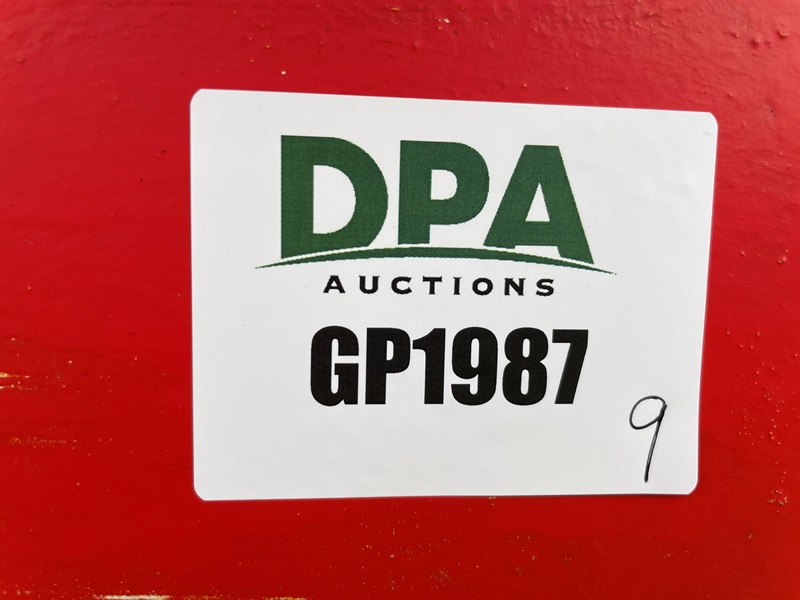 DPA
AUCTIONS
GP1987
9